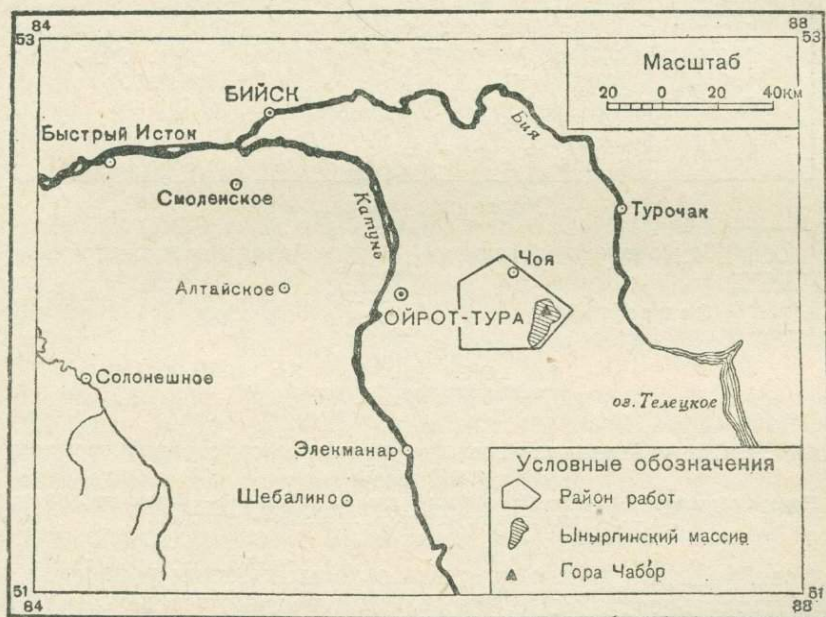 84
88
53
53
Масштаб
20 0 20 40км
БИЙСК
Быстрый Исток
Бия
Смоленское
Катунь
Турочак
Чоя
Алтайское
ОЙРОТ-ТУРА
Солонешное
оз. Телецкое
Элекманар
Шебалино
Условные обозначения
Район работ
Ыныргинский массив
Гора Чабор
51
51
84
88